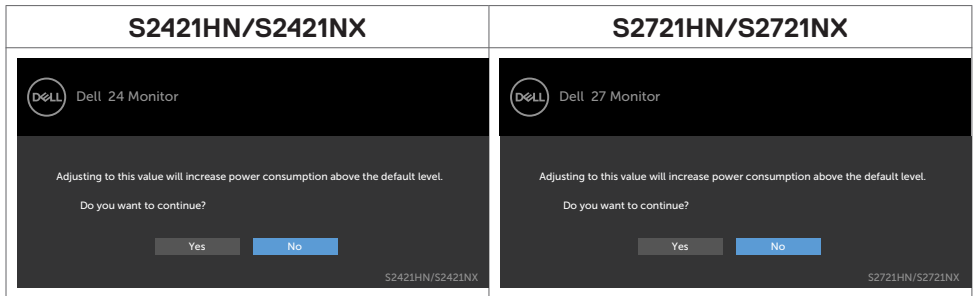 S2421HN/S2421NX
S2721HN/S2721NX
DELL Dell 24 Monitor
Adjusting to this value will increase power consumption above the default level.
Do you want to continue?
Yes No
S2421HN/S2421NX
DELL Dell 27 Monitor
Adjusting to this value will increase power consumption above the default level.
Do you want to continue?
Yes No
S2721HN/S2721NX